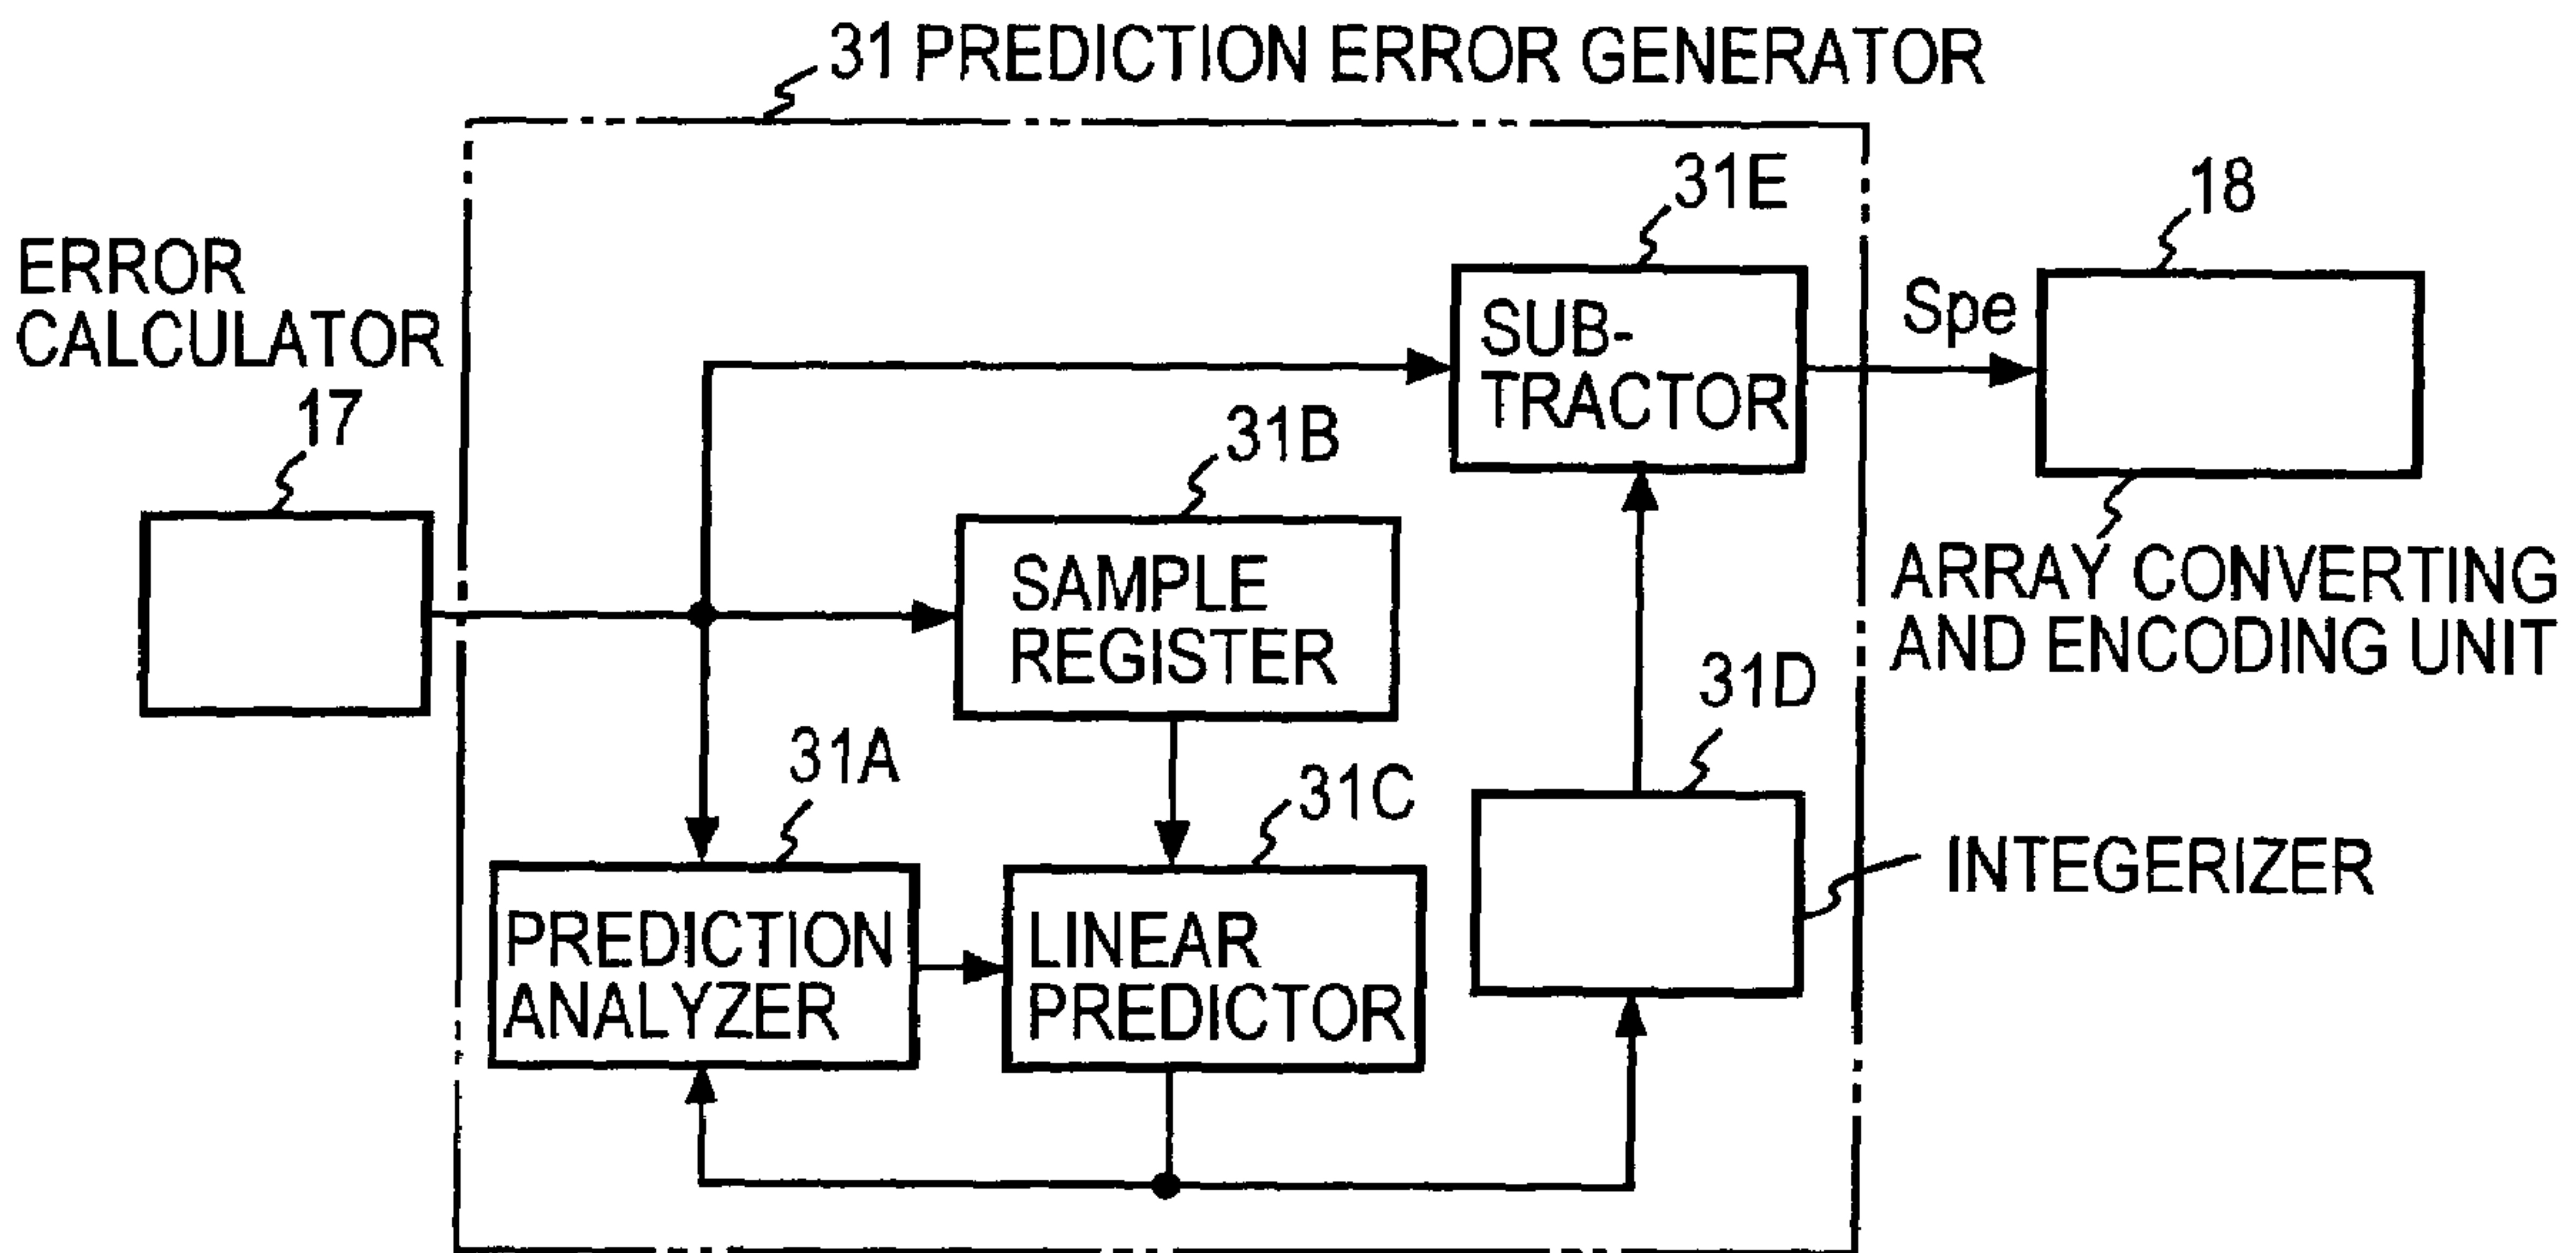 31 PREDICTION ERROR GENERATOR
31E
18
ERROR
CALCULATOR
17
SUB-
TRACTOR
Spe
31B
SAMPLE
REGISTER
ARRAY CONVERTING
AND ENCODING UNIT
31D
31A
31C
INTEGERIZER
PREDICTION
ANALYZER
LINEAR
PREDICTOR